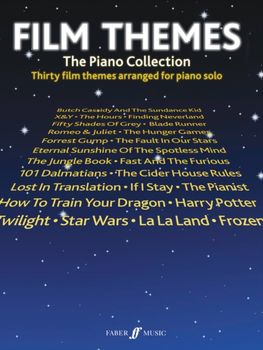 FILM THEMES
The Piano Collection
Thirty film themes arranged for piano solo
Butch Cassidy And The Sundance Kid
X&Y • The Hours • Finding Neverland
Fifty Shades Of Grey • Blade Runner
Romeo & Juliet • The Hunger Games
Forrest Gump • The Fault In Our Stars
Eternal Sunshine Of The Spotless Mind
The Jungle Book • Fast And The Furious
101 Dalmatians • The Cider House Rules
Lost In Translation • If I Stay • The Pianist
How To Train Your Dragon • Harry Potter
Twilight • Star Wars • La La Land • Frozen
FABER MUSIC